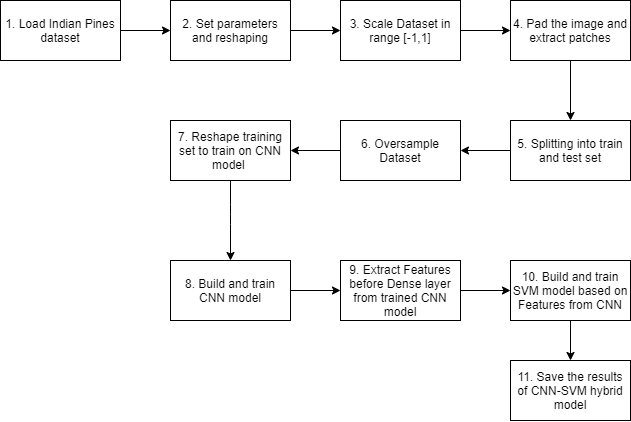 1. Load Indian Pines
dataset
2. Set parameters
and reshaping
3. Scale Dataset in
range [-1,1]
4. Pad the image and
extract patches
5. Splitting into train
and test set
6. Oversample
Dataset
7. Reshape training
set to train on CNN
model
8. Build and train
CNN model
9. Extract Features
before Dense layer
from trained CNN
model
10. Build and train
SVM model based on
Features from CNN
11. Save the results
of CNN-SVM hybrid
model